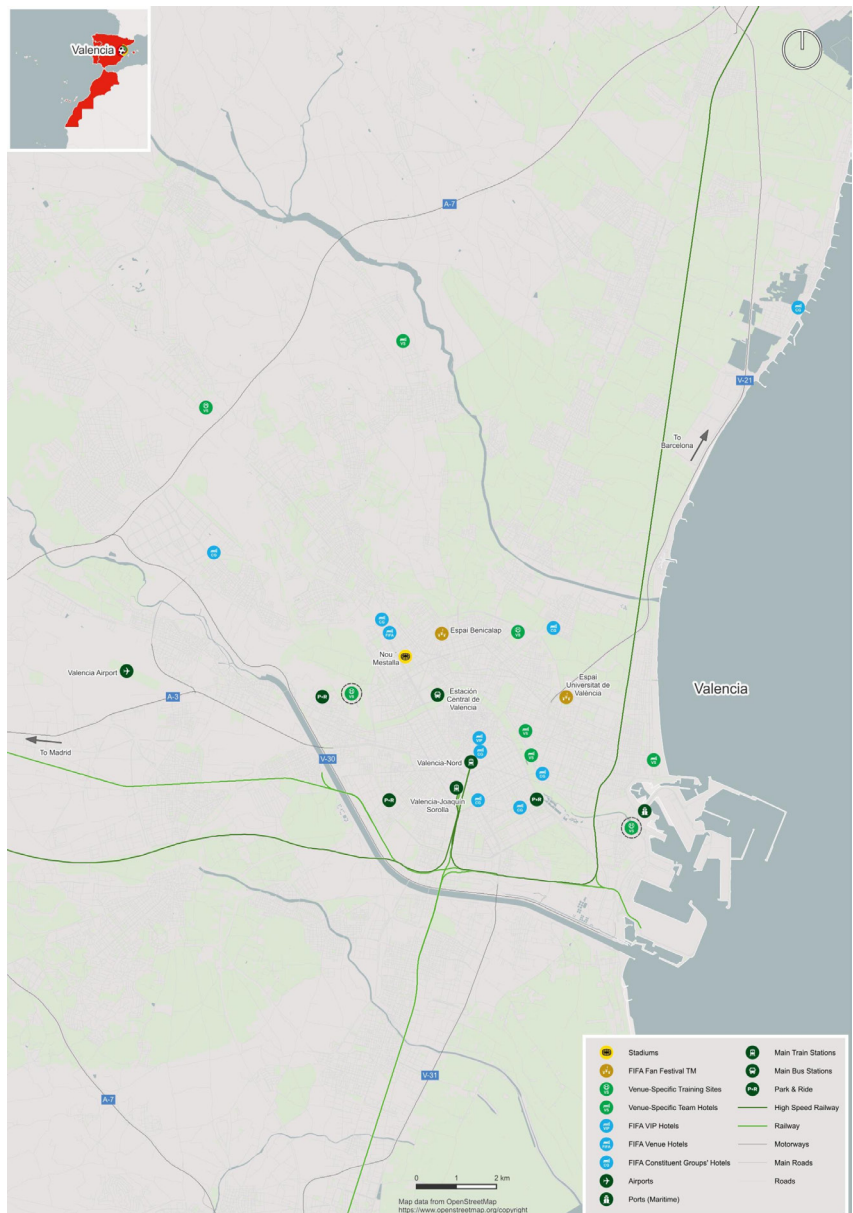 Valencia
A-7
V-21
To
Barcelona
Espai Benicalap
Nou
Mestalla
Valencia Airport
Espai
Universitat de
Valencia
P+R
Estación
Central de
Valencia
A-3
Valencia
To Madrid
VIP
Valencia-Nord
V-30
Valencia-Joaquín
Sorolla
P+R
P+R
V-31
A-7
Stadiums
FIFA Fan Festival TM
Venue-Specific Training Sites
Venue-Specific Team Hotels
FIFA VIP Hotels
FIFA Venue Hotels
FIFA Constituent Groups' Hotels
Airports
Ports (Maritime)
Main Train Stations
Main Bus Stations
P+R Park & Ride
High Speed Railway
Railway
Motorways
Main Roads
Roads
0 1 2 km
Map data from OpenStreetMap
https://www.openstreetmap.org/copyright